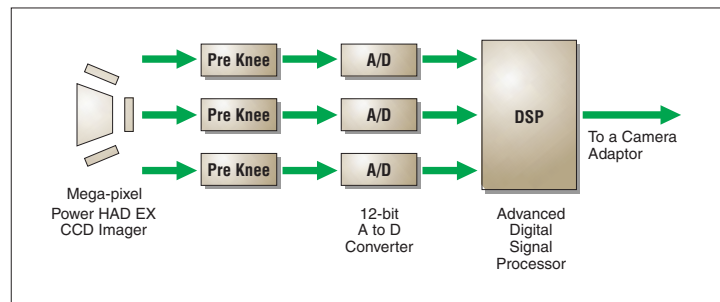 Pre Knee
A/D
Pre Knee
A/D
DSP
Pre Knee
A/D
To a Camera
Adaptor
Mega-pixel
Power HAD EX
CCD Imager
12-bit
A to D
Converter
Advanced
Digital
Signal
Processor